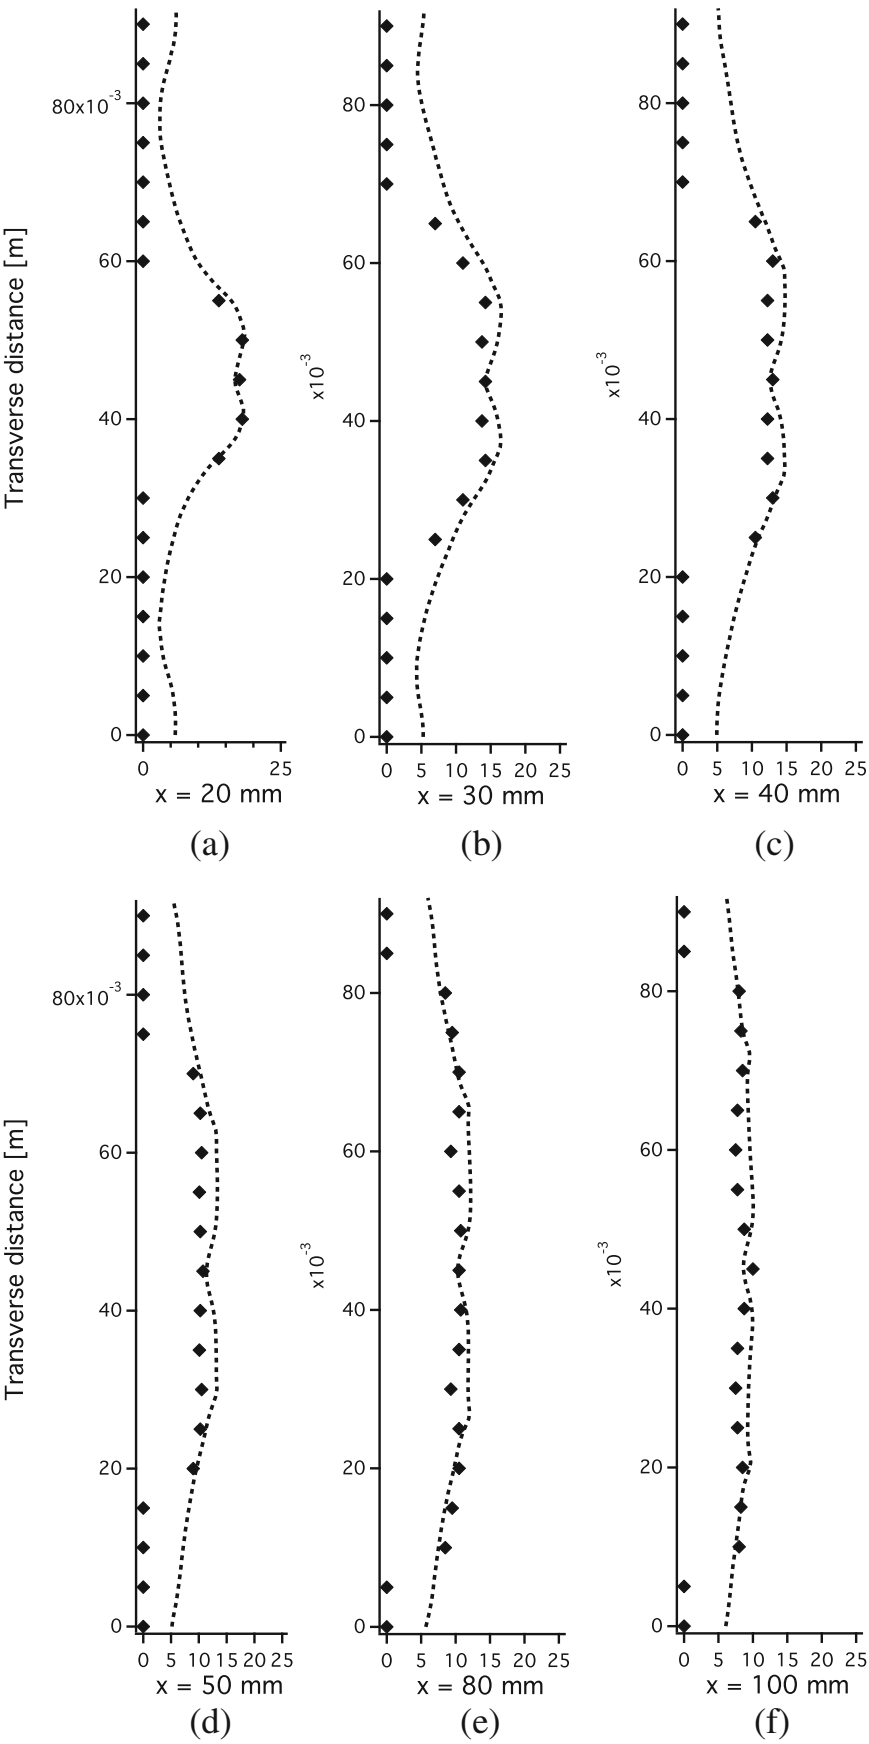 Transverse distance [m]
80x10-3
60
40
20
0
0 25
x = 20 mm
(a)
x10-3
80
60
40
20
0
0 5 10 15 20 25
x = 30 mm
(b)
x10-3
80
60
40
20
0
0 5 10 15 20 25
x = 40 mm
(c)
Transverse distance [m]
80x10-3
60
40
20
0
0 5 10 15 20 25
x = 50 mm
(d)
x10-3
80
60
40
20
0
0 5 10 15 20 25
x = 80 mm
(e)
x10-3
80
60
40
20
0
0 5 10 15 20 25
x = 100 mm
(f)